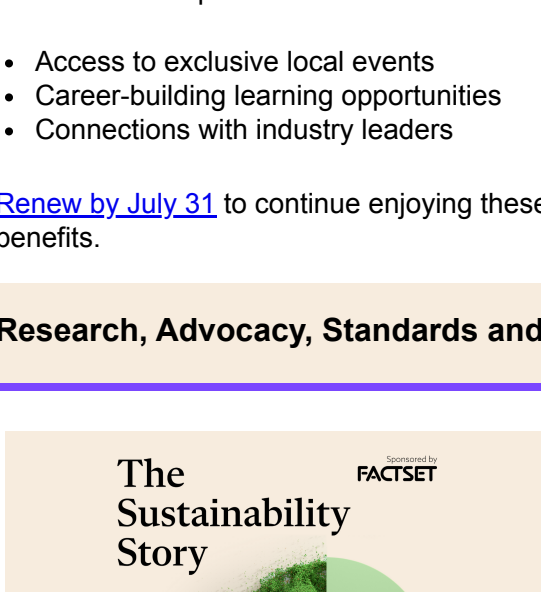 Access to exclusive local events
Career-building learning opportunities
Connections with industry leaders
Renew by July 31 to continue enjoying these
benefits.
Research, Advocacy, Standards and
Sponsored by
FACTSET
The
Sustainability
Story